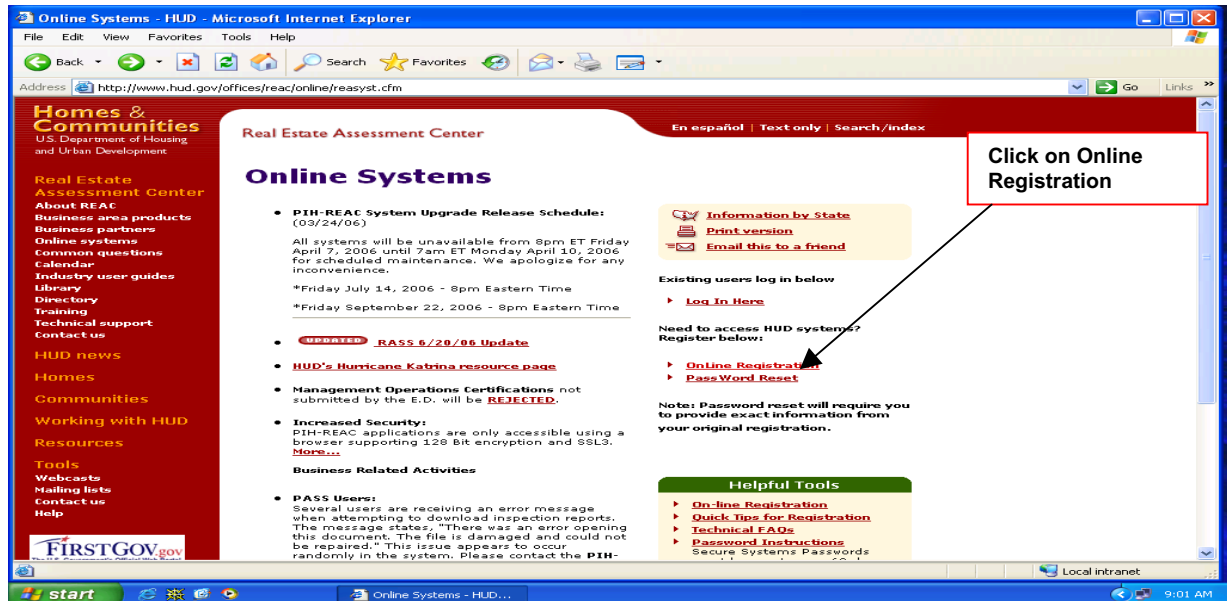 Online Systems - HUD - Microsoft Internet Explorer
File Edit View Favorites Tools Help
Back Search Favorites
Address http://www.hud.gov/offices/reac/online/reasyst.cfm Go Links »
Homes &
Communities
U.S. Department of Housing
and Urban Development
Real Estate Assessment Center
En español | Text only | Search/index
Click on Online
Registration
Real Estate
Assessment Center
About REAC
Business area products
Business partners
Online systems
Common questions
Calendar
Industry user guides
Library
Directory
Training
Technical support
Contact us
HUD news
Homes
Communities
Working with HUD
Resources
Tools
Webcasts
Mailing lists
Contact us
Help
FIRSTGOV.gov
Online Systems
• PIH-REAC System Upgrade Release Schedule:
(03/24/06)
All systems will be unavailable from 8pm ET Friday
April 7, 2006 until 7am ET Monday April 10, 2006
for scheduled maintenance. We apologize for any
inconvenience.
*Friday July 14, 2006 - 8pm Eastern Time
*Friday September 22, 2006 - 8pm Eastern Time
• UPDATED RASS 6/20/06 Update
• HUD's Hurricane Katrina resource page
• Management Operations Certifications not
submitted by the E.D. will be REJECTED.
• Increased Security:
PIH-REAC applications are only accessible using a
browser supporting 128 Bit encryption and SSL3.
More...
Business Related Activities
• PASS Users:
Several users are receiving an error message
when attempting to download inspection reports.
The message states, "There was an error opening
this document. The file is damaged and could not
be repaired." This issue appears to occur
randomly in the system. Please contact the PIH-
Information by State
Print version
Email this to a friend
Existing users log in below
Log In Here
Need to access HUD systems?
Register below:
OnLine Registration
PassWord Reset
Note: Password reset will require you
to provide exact information from
your original registration.
Helpful Tools
On-line Registration
Quick Tips for Registration
Technical FAQs
Password Instructions
Secure Systems Passwords
Local intranet
start
Online Systems - HUD...
9:01 AM